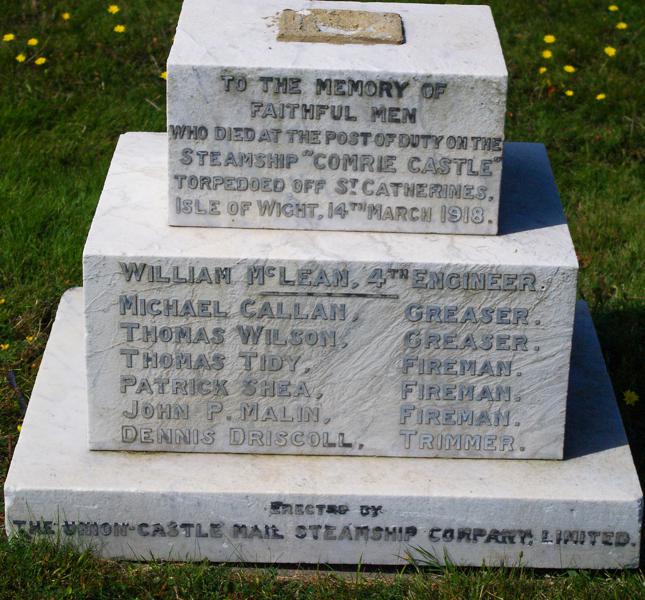 TO THE MEMORY OF
FAITHFUL MEN
WHO DIED AT THE POST OF DUTY ON THE
STEAMSHIP "COMRIE CASTLE"
TORPEDOED OFF ST CATHERINES,
ISLE OF WIGHT, 14TH MARCH 1918.
WILLIAM MCLEAN, 4TH ENGINEER.
MICHAEL CALLAN, GREASER.
THOMAS WILSON, GREASER.
THOMAS TIDY, FIREMAN.
PATRICK SHEA, FIREMAN.
JOHN P. MALIN, FIREMAN.
DENNIS DRISCOLL, TRIMMER.
ERECTED BY
THE UNION-CASTLE MAIL STEAMSHIP COMPANY, LIMITED.